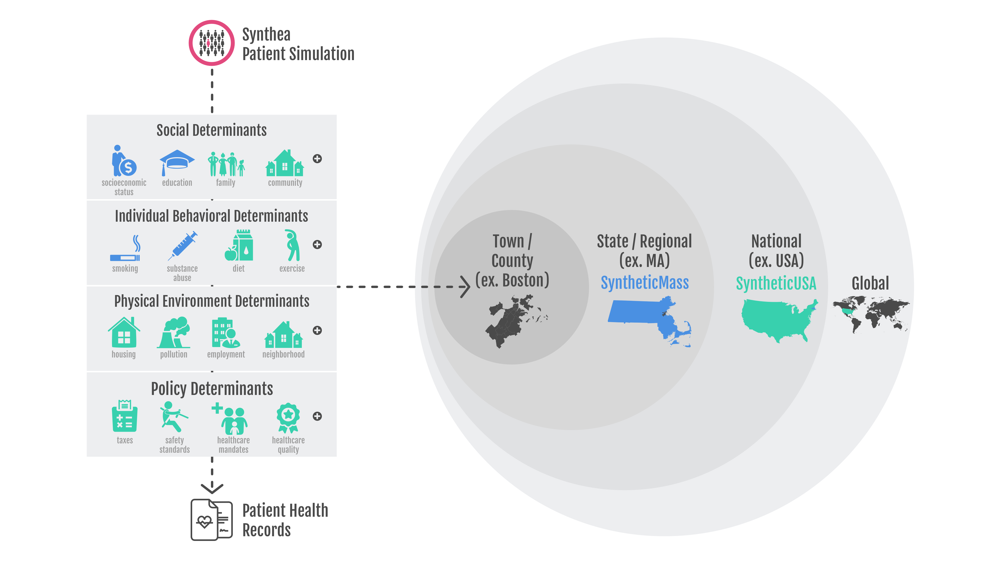 Synthea
Patient Simulation
Social Determinants
socioeconomic
status
education
family
community
Individual Behavioral Determinants
smoking
substance
abuse
diet
exercise
Physical Environment Determinants
housing
pollution
employment
neighborhood
Policy Determinants
taxes
safety
standards
healthcare
mandates
healthcare
quality
Patient Health
Records
Town /
County
(ex. Boston)
State / Regional
(ex. MA)
SyntheticMass
National
(ex. USA)
SyntheticUSA
Global